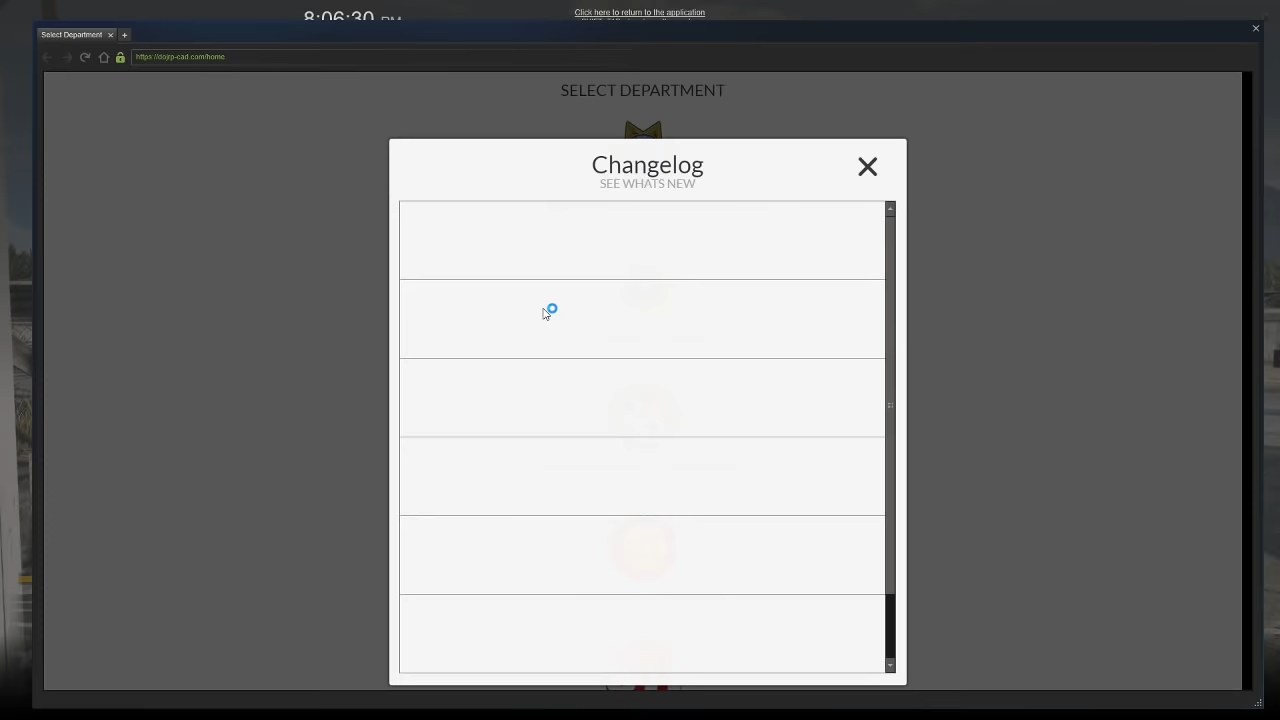 8:06:30 PM
Click here to return to the application
Select Department
https://dojrp-cad.com/home
SELECT DEPARTMENT
Changelog
SEE WHATS NEW